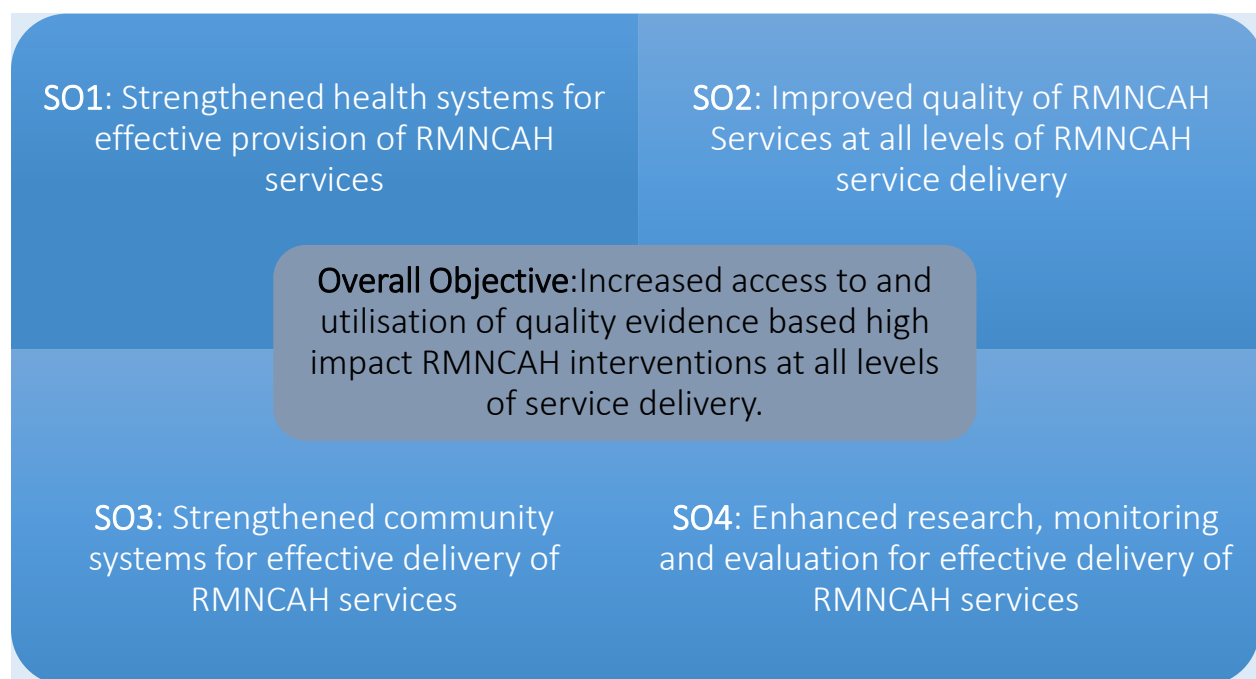 SO1: Strengthened health systems for
effective provision of RMNCAH
services
SO2: Improved quality of RMNCAH
Services at all levels of RMNCAH
service delivery
Overall Objective:Increased access to and
utilisation of quality evidence based high
impact RMNCAH interventions at all levels
of service delivery.
SO3: Strengthened community
systems for effective delivery of
RMNCAH services
SO4: Enhanced research, monitoring
and evaluation for effective delivery of
RMNCAH services